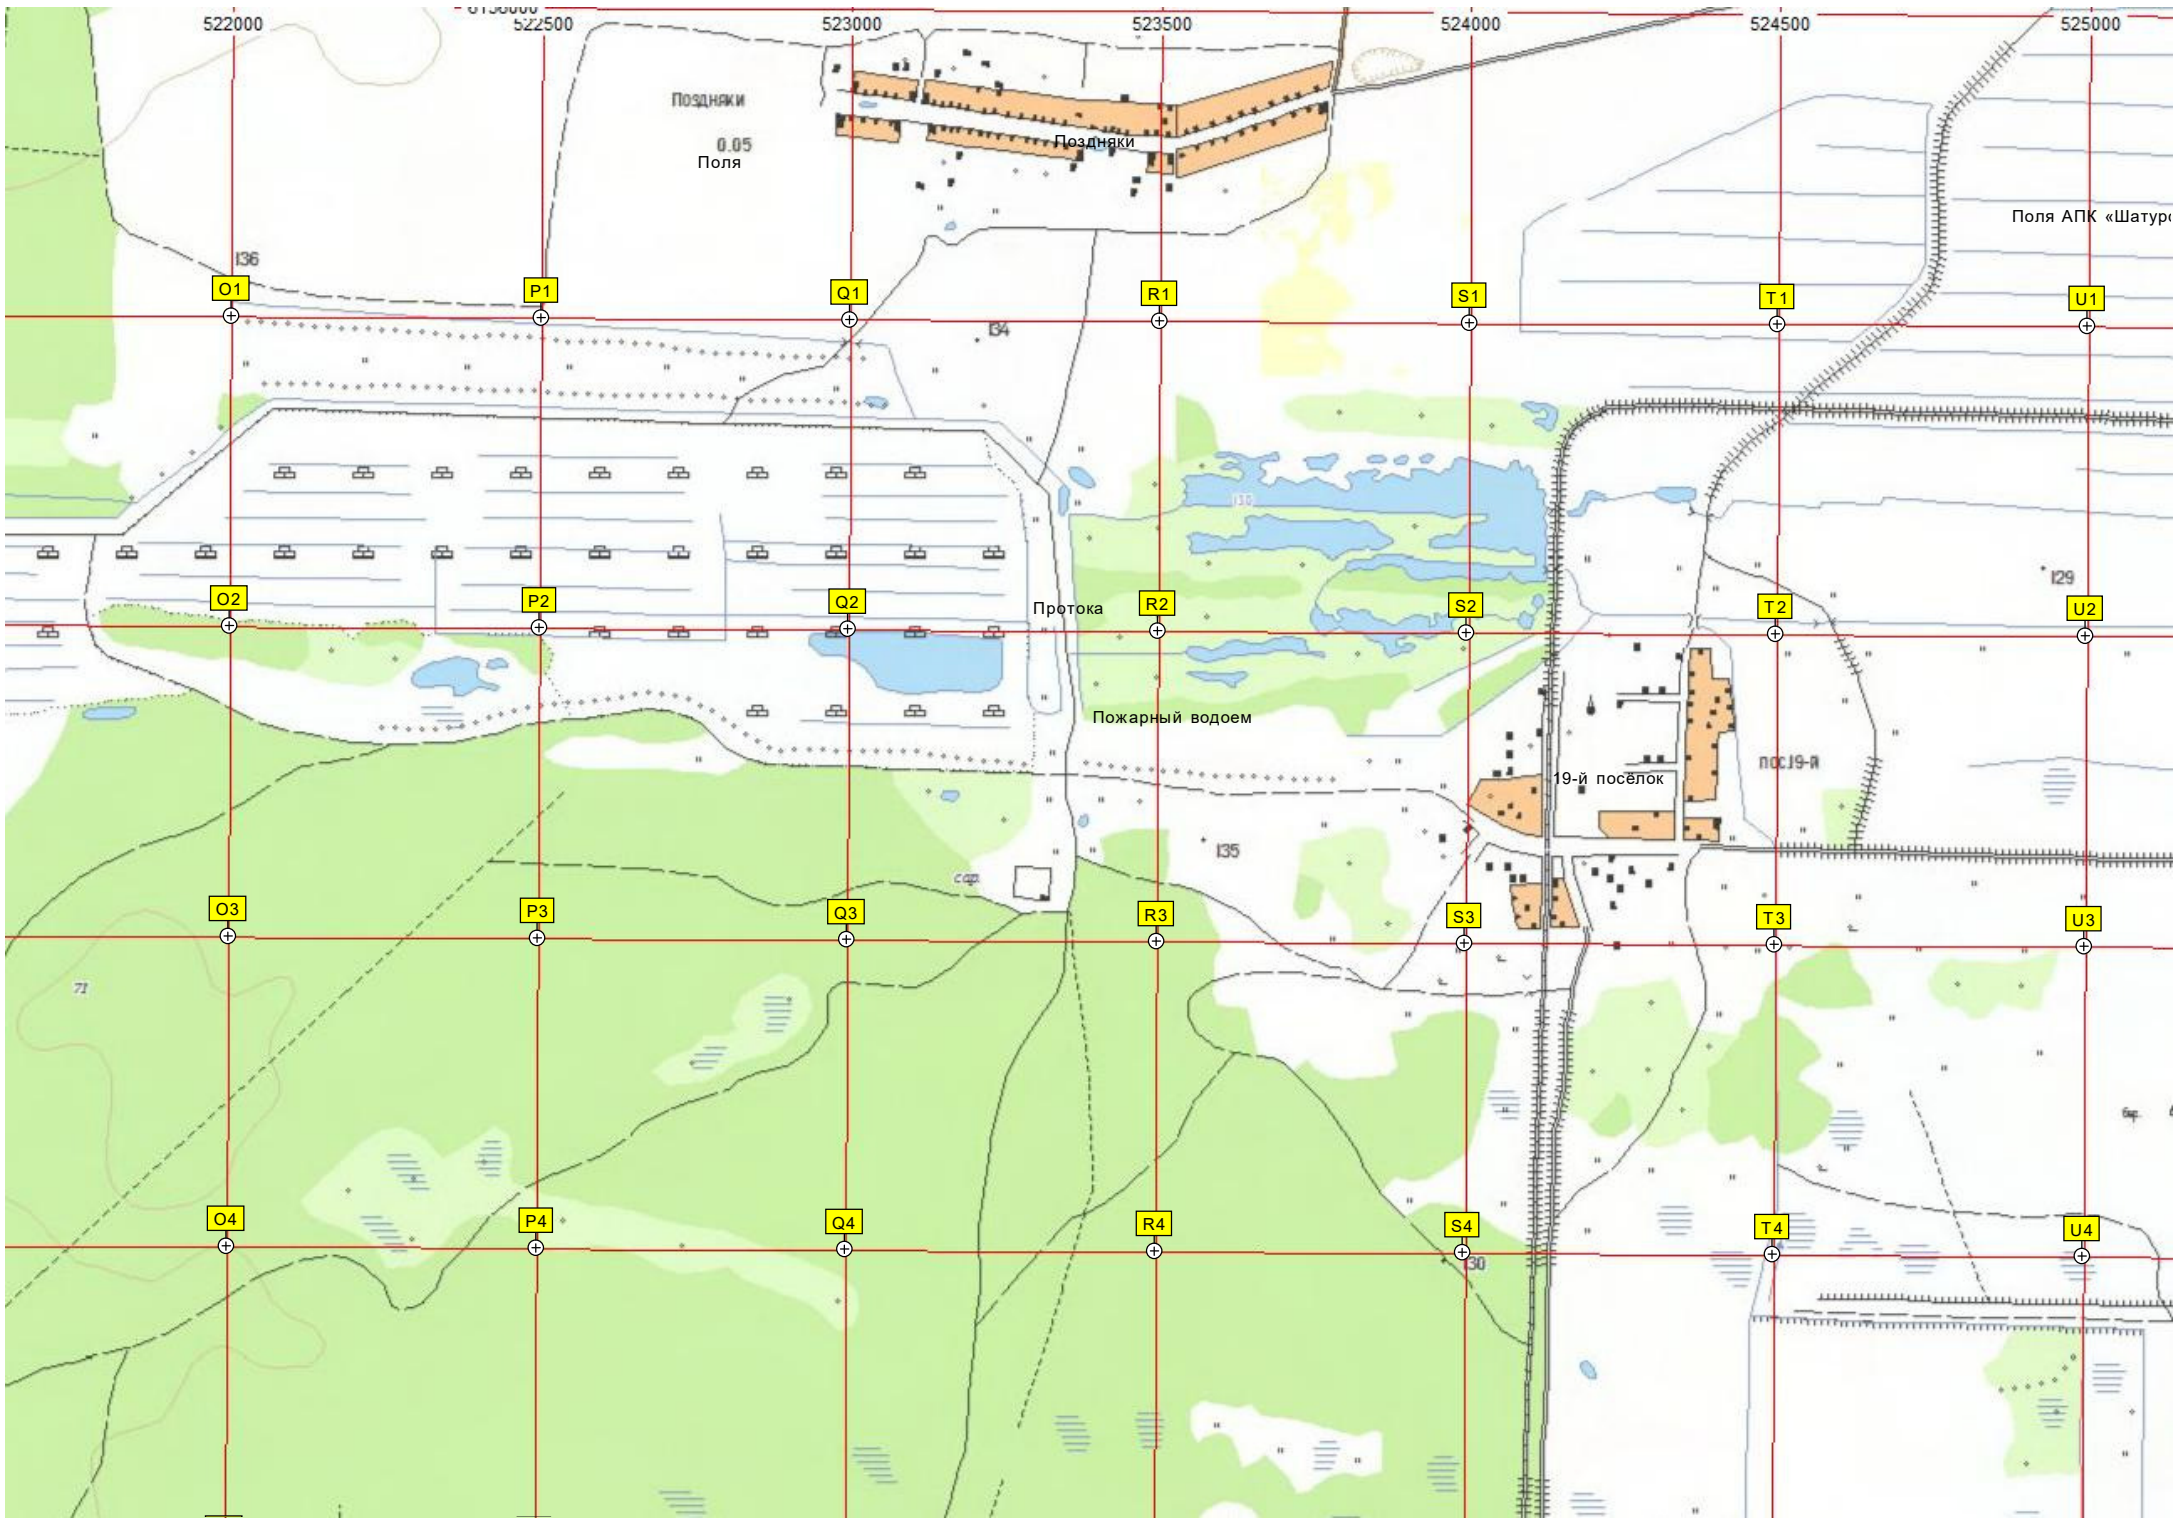 522000 522500 523000 523500 524000 524500 525000
Поздняки
0.05
Поля
Поздняки
Поля АПК «Шатур
136
O1 P1 Q1 R1 S1 T1 U1
134
130
129
O2 P2 Q2 R2 S2 T2 U2
Протока
Пожарный водоем
19-й посёлок
пос.19-й
135
сар.
O3 P3 Q3 R3 S3 T3 U3
71
бар.
O4 P4 Q4 R4 S4 T4 U4
130